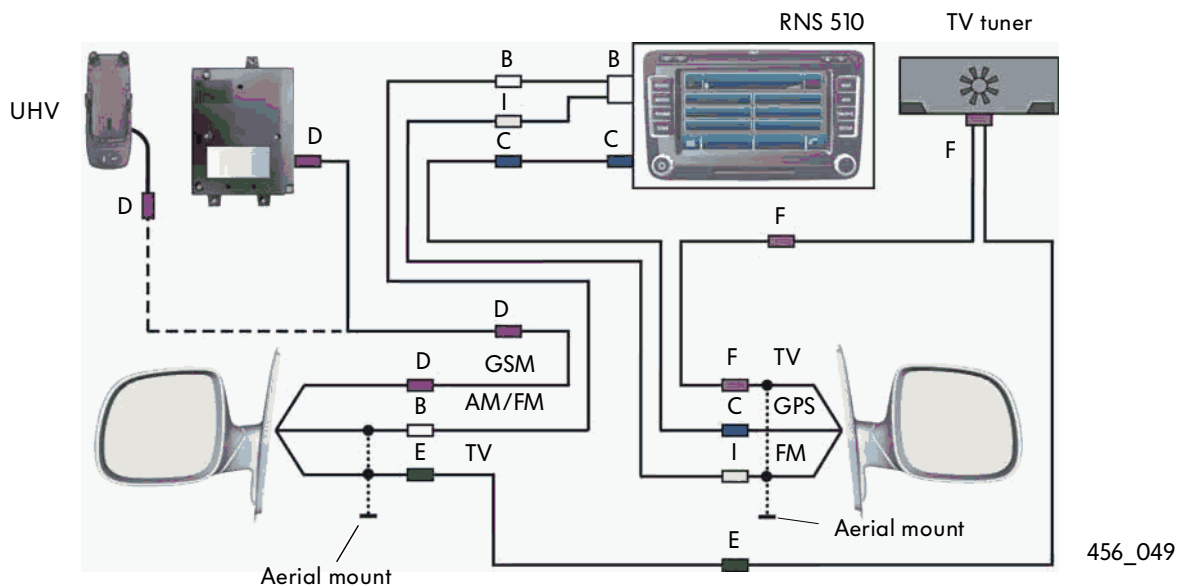 RNS 510
TV tuner
UHV
B
B
I
D
C
C
F
D
F
D
D
GSM
F
TV
B
AM/FM
C
GPS
E
TV
I
FM
Aerial mount
E
Aerial mount
456_049